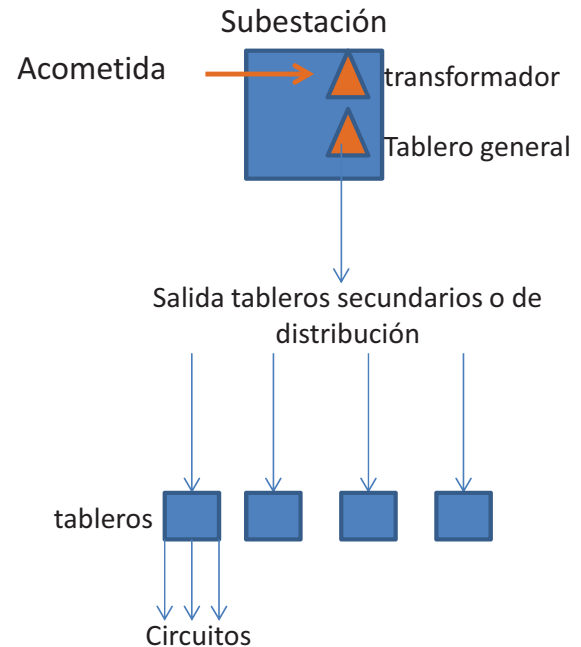 Subestación
Acometida
transformador
Tablero general
Salida tableros secundarios o de
distribución
tableros
Circuitos